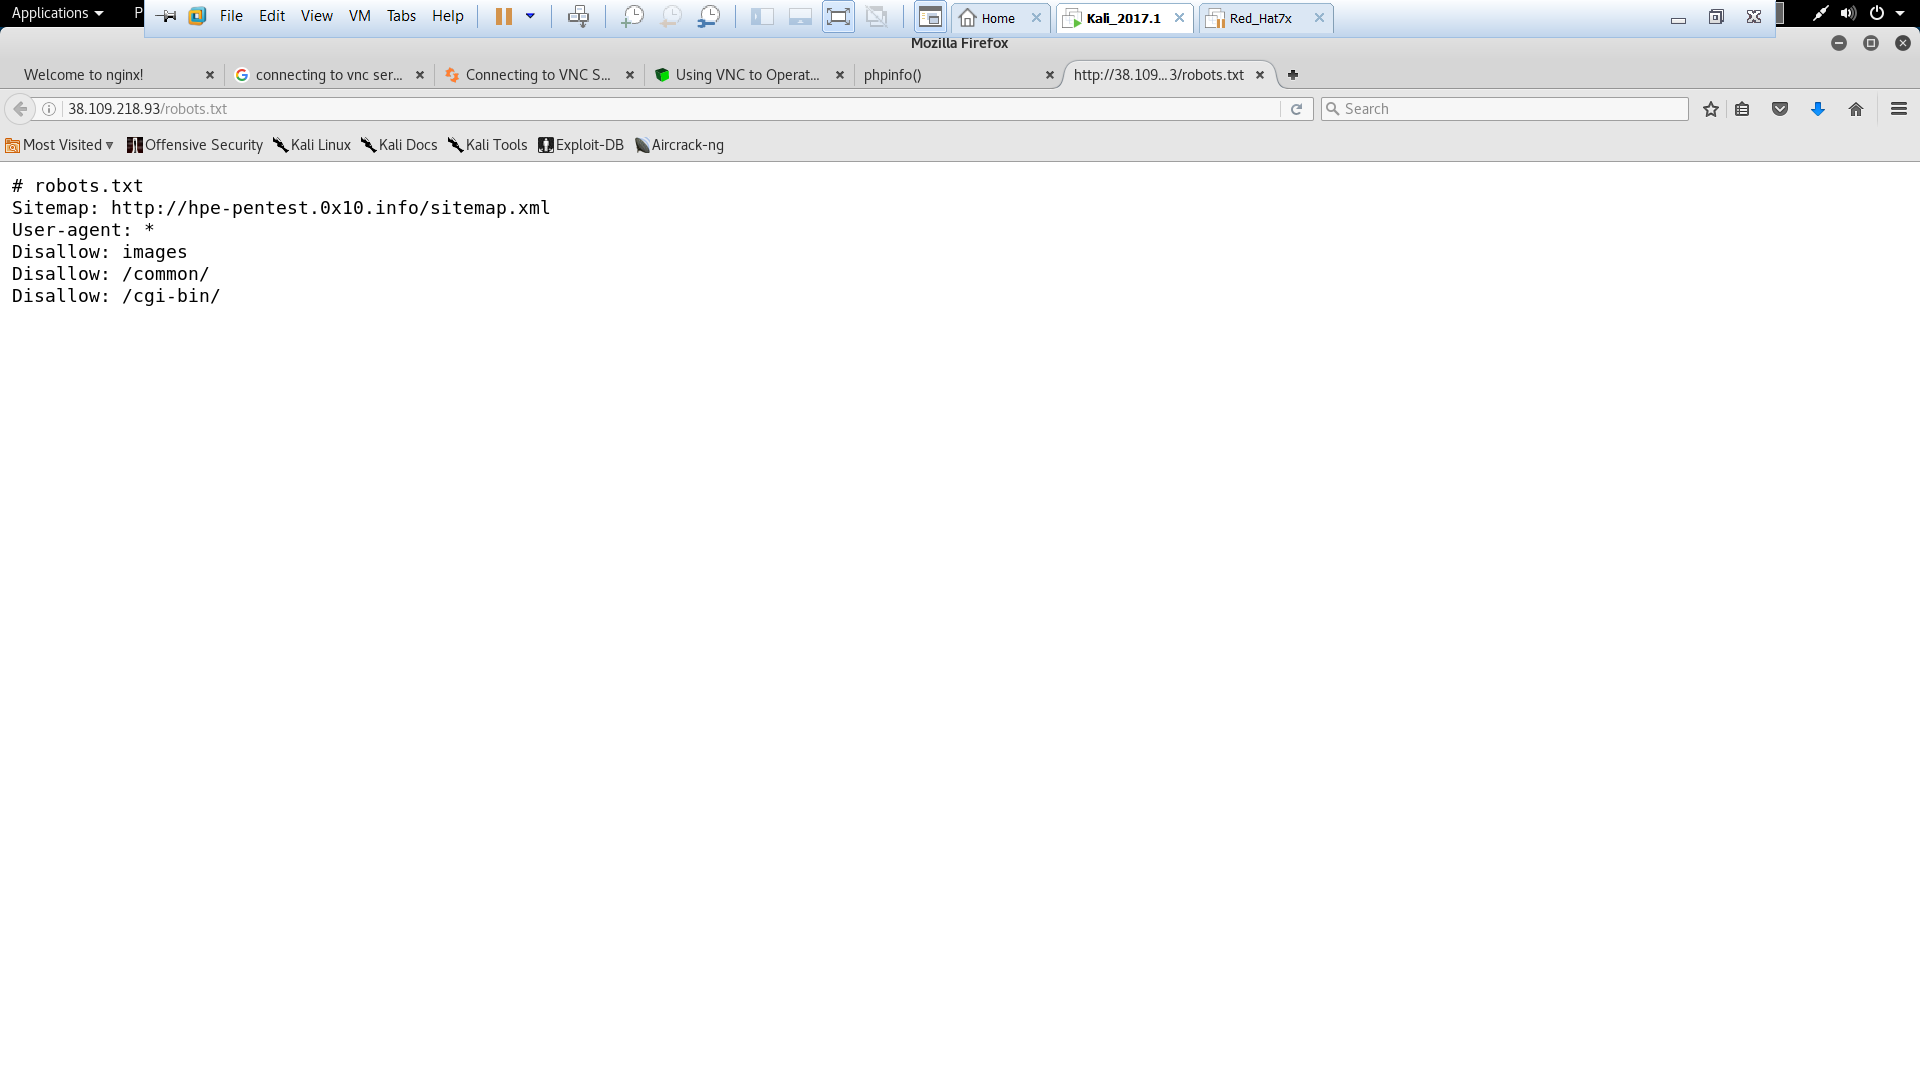 Applications
P
File Edit View VM Tabs Help
Home
Kali_2017.1
Red_Hat7x
Mozilla Firefox
Welcome to nginx!
connecting to vnc ser...
Connecting to VNC S...
Using VNC to Operat...
phpinfo()
http://38.109...3/robots.txt
38.109.218.93/robots.txt
Search
Most Visited
Offensive Security
Kali Linux
Kali Docs
Kali Tools
Exploit-DB
Aircrack-ng
# robots.txt
Sitemap: http://hpe-pentest.0x10.info/sitemap.xml
User-agent: *
Disallow: images
Disallow: /common/
Disallow: /cgi-bin/